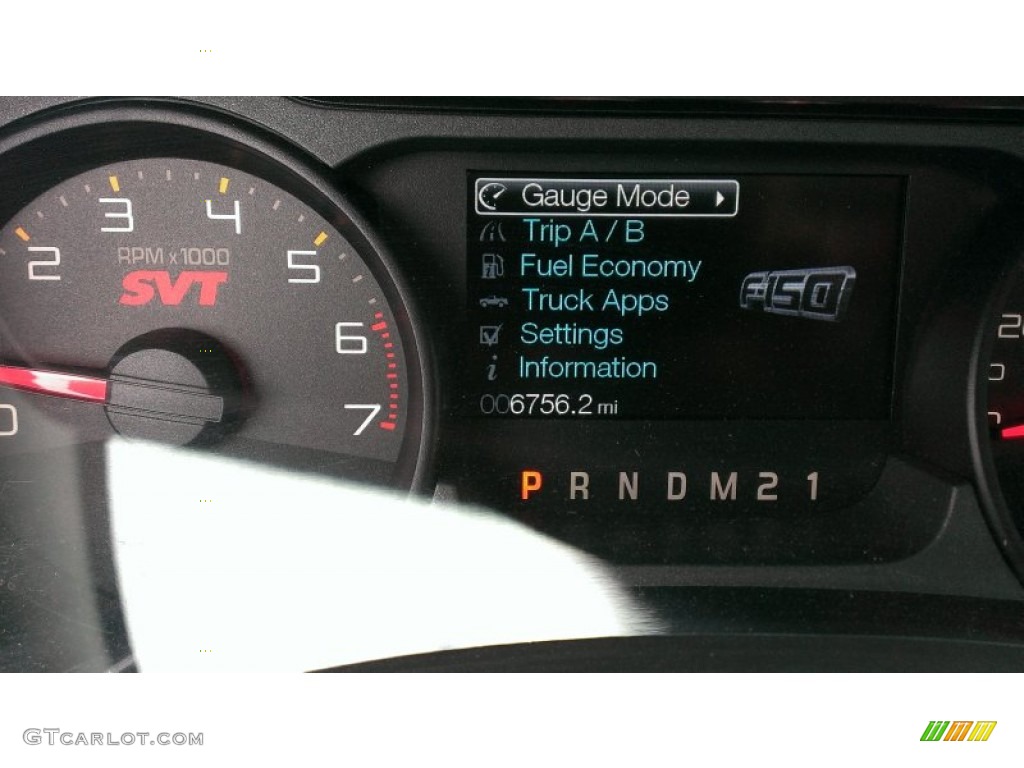 2 3 4 5 6 7
0
RPM x 1000
SVT
Gauge Mode
Trip A / B
Fuel Economy
Truck Apps
Settings
Information
006756.2 mi
F-150
P R N D M 2 1
GTCARLOT.COM